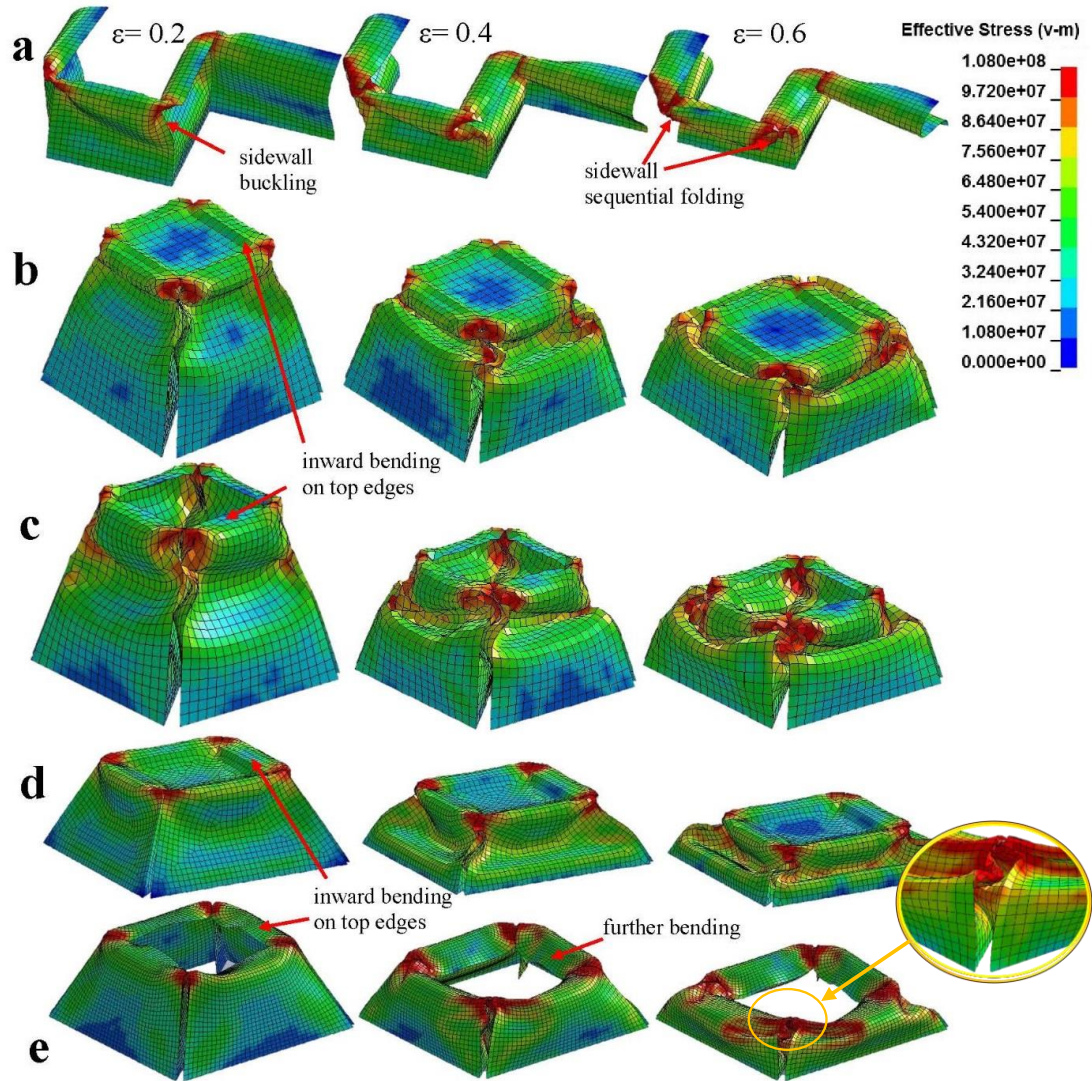 a
ε= 0.2
ε= 0.4
ε= 0.6
Effective Stress (v-m)
1.080e+08
9.720e+07
8.640e+07
7.560e+07
6.480e+07
5.400e+07
4.320e+07
3.240e+07
2.160e+07
1.080e+07
0.000e+00
sidewall
buckling
sidewall
sequential folding
b
inward bending
on top edges
c
d
inward bending
on top edges
further bending
e